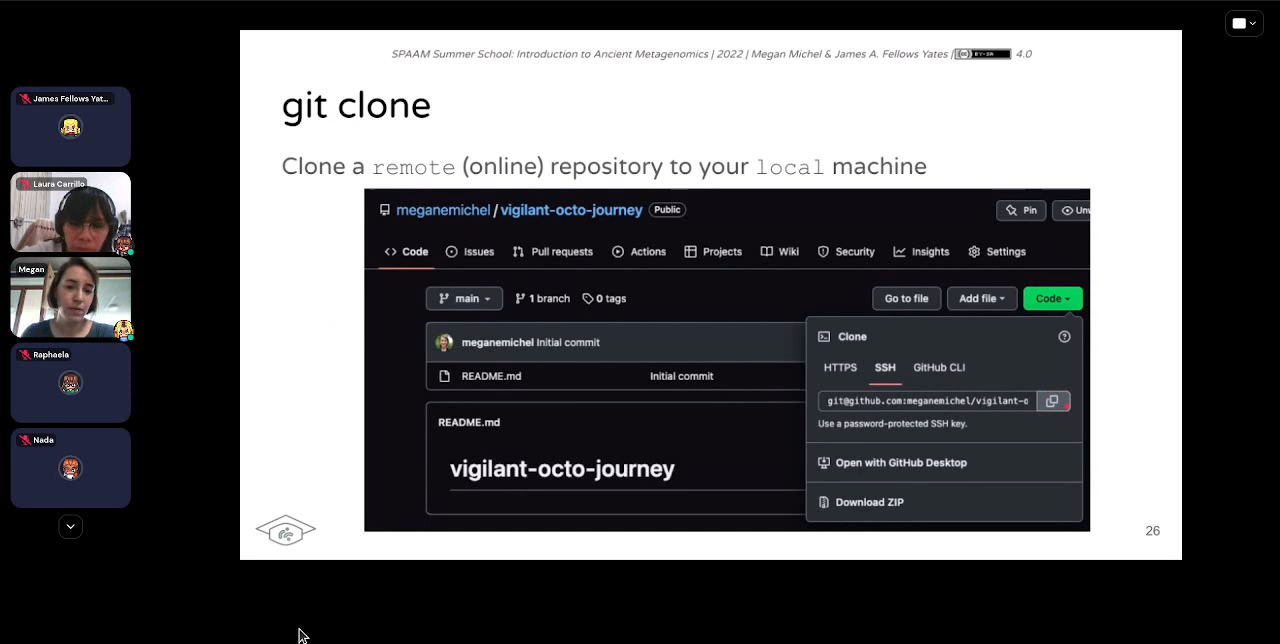 SPAAM Summer School: Introduction to Ancient Metagenomics | 2022 | Megan Michel & James A. Fellows Yates | BY-SA 4.0
James Fellows Yat...
Laura Carrillo
Megan
Raphaela
Nada
git clone
Clone a remote (online) repository to your local machine
meganemichel / vigilant-octo-journey Public
Pin
Unw
Code Issues Pull requests Actions Projects Wiki Security Insights Settings
main 1 branch 0 tags Go to file Add file Code
meganemichel Initial commit
README.md Initial commit
README.md
vigilant-octo-journey
Clone
HTTPS SSH GitHub CLI
git@github.com:meganemichel/vigilant-o
Use a password-protected SSH key.
Open with GitHub Desktop
Download ZIP
26